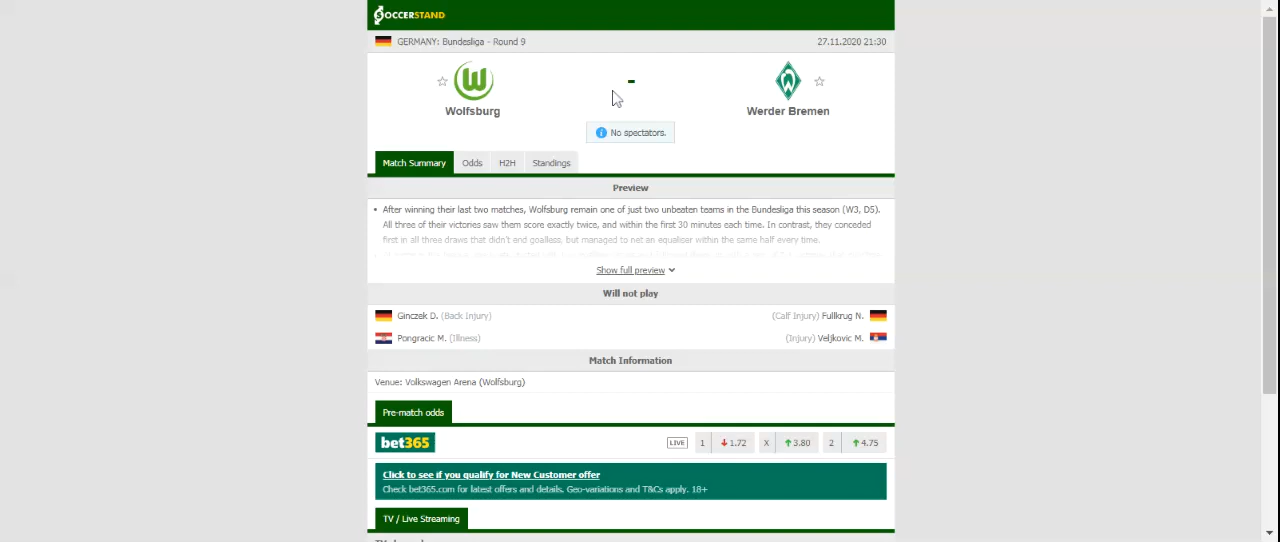 SOCCERSTAND
GERMANY: Bundesliga - Round 9 27.11.2020 21:30
-
Wolfsburg Werder Bremen
No spectators.
Match Summary Odds H2H Standings
Preview
• After winning their last two matches, Wolfsburg remain one of just two unbeaten teams in the Bundesliga this season (W3, D5).
All three of their victories saw them score exactly twice, and within the first 30 minutes each time. In contrast, they conceded
first in all three draws that didn't end goalless, but managed to net an equaliser within the same half every time.
Show full preview
Will not play
Ginczek D. (Back Injury) (Calf Injury) Fullkrug N.
Pongracic M. (Illness) (Injury) Veljkovic M.
Match Information
Venue: Volkswagen Arena (Wolfsburg)
Pre-match odds
bet365 LIVE 1 1.72 X 3.80 2 4.75
Click to see if you qualify for New Customer offer
Check bet365.com for latest offers and details. Geo-variations and T&Cs apply. 18+
TV / Live Streaming